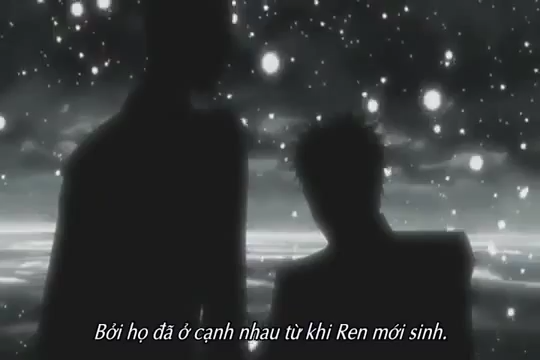 Bởi họ đã ở cạnh nhau từ khi Ren mới sinh.